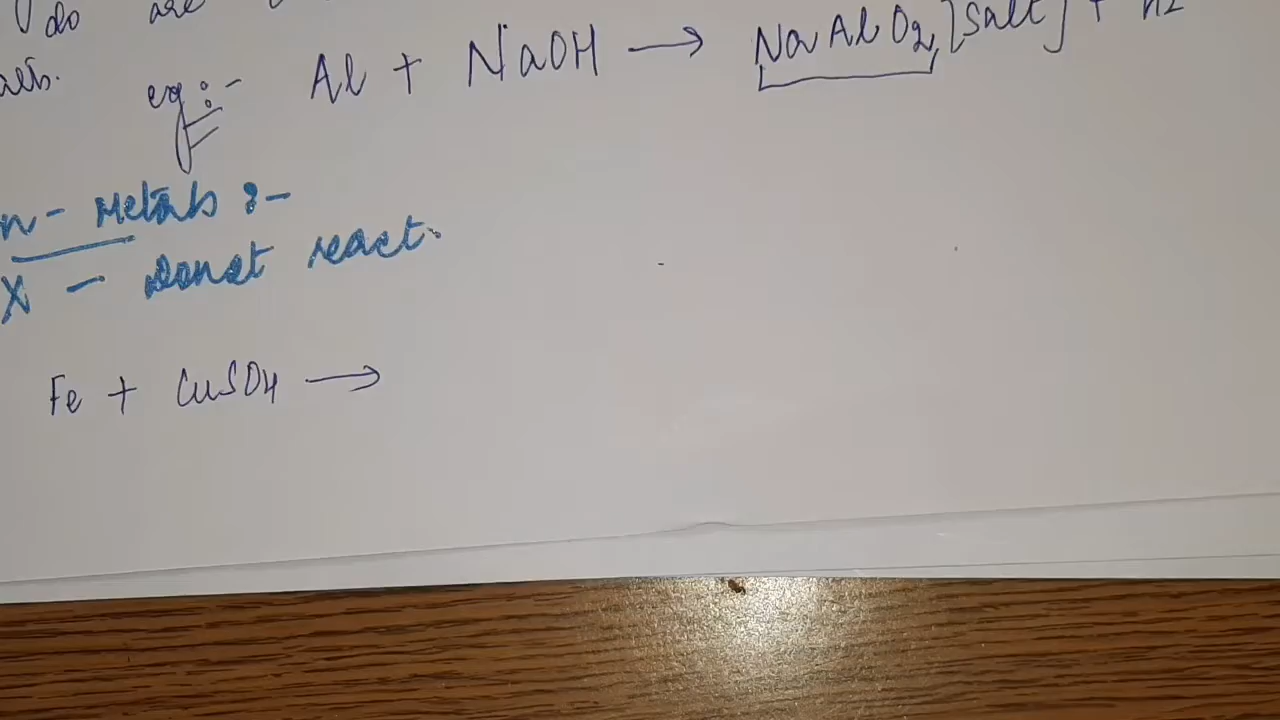 do are
eg:- Al + NaOH → NaAlO2, [Salt] + H2
n- Metals :-
X - Donot react.
Fe + CuSO4 →